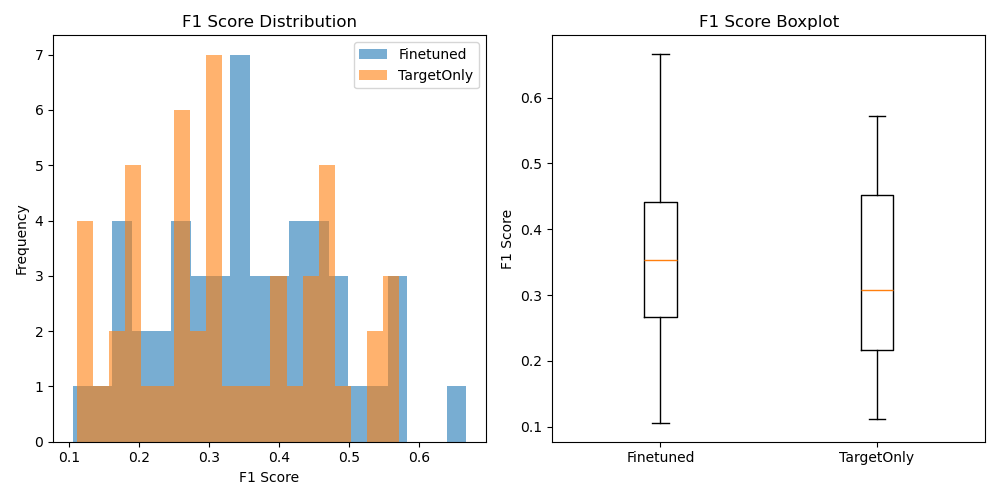 F1 Score Distribution
Finetuned
TargetOnly
7
6
5
4
3
2
1
0
Frequency
0.1 0.2 0.3 0.4 0.5 0.6
F1 Score
F1 Score Boxplot
0.6
0.5
0.4
0.3
0.2
0.1
F1 Score
Finetuned TargetOnly